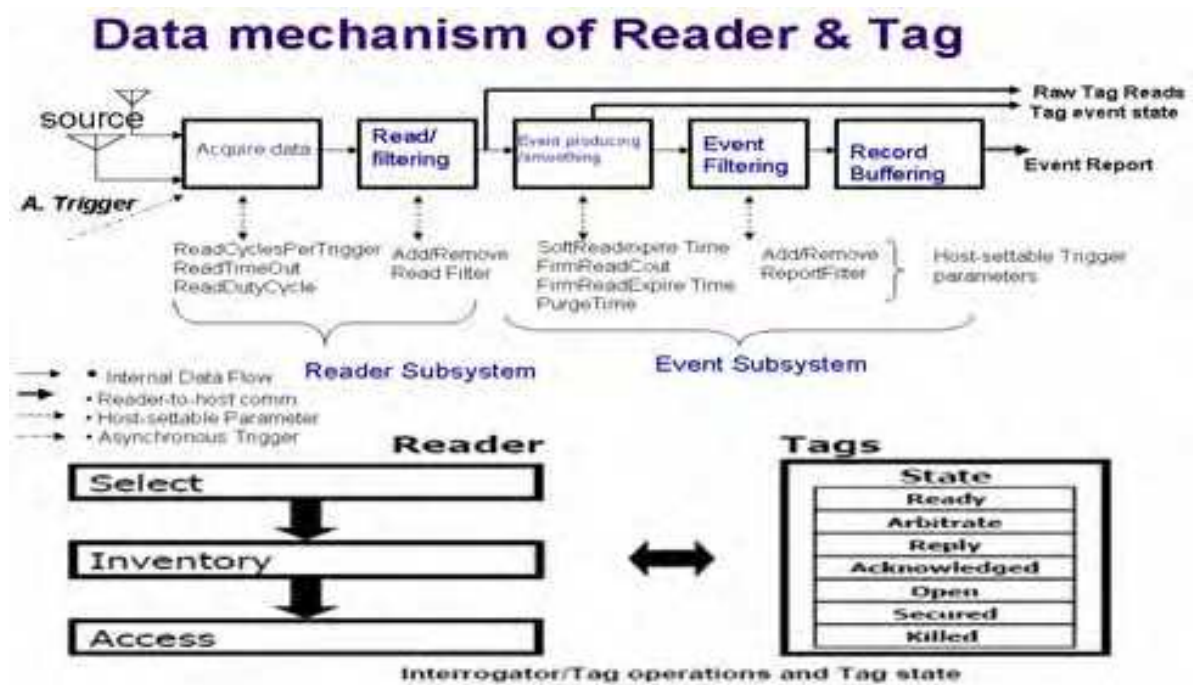 Data mechanism of Reader & Tag
source
A. Trigger
Acquire data
Read/
filtering
Event producing
/smoothing
Event
Filtering
Record
Buffering
Raw Tag Reads
Tag event state
Event Report
ReadCyclesPerTrigger
ReadTimeOut
ReadDutyCycle
Add/Remove
Read Filter
SoftReadexpire Time
FirmReadCout
FirmReadExpire Time
PurgeTime
Add/Remove
ReportFilter
Host-settable Trigger
parameters
Reader Subsystem
Event Subsystem
• Internal Data Flow
• Reader-to-host comm
• Host-settable Parameter
• Asynchronous Trigger
Reader
Select
Inventory
Access
Tags
State
Ready
Arbitrate
Reply
Acknowledged
Open
Secured
Killed
Interrogator/Tag operations and Tag state